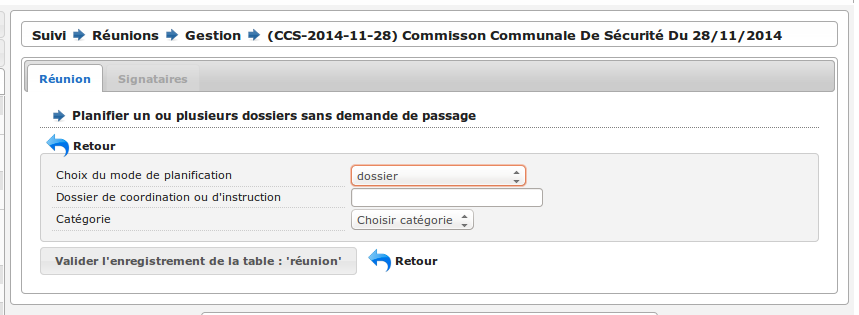 Suivi Réunions Gestion (CCS-2014-11-28) Commisson Communale De Sécurité Du 28/11/2014
Réunion Signataires
Planifier un ou plusieurs dossiers sans demande de passage
Retour
Choix du mode de planification dossier
Dossier de coordination ou d'instruction
Catégorie Choisir catégorie
Valider l'enregistrement de la table : 'réunion' Retour